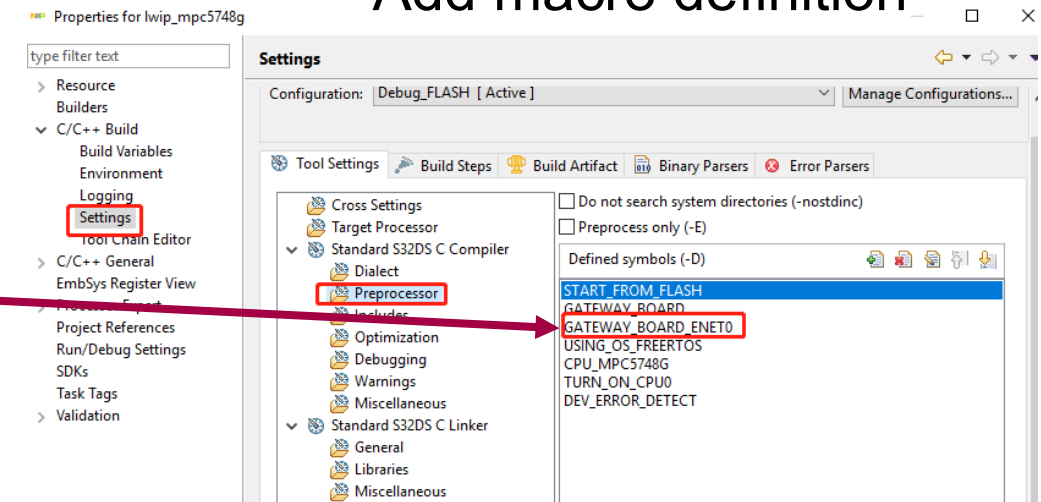 Add macro definition
Properties for lwip_mpc5748g
type filter text
Resource
Builders
C/C++ Build
Build Variables
Environment
Logging
Settings
Tool Chain Editor
C/C++ General
EmbSys Register View
Processor Expert
Project References
Run/Debug Settings
SDKs
Task Tags
Validation
Settings
Configuration: Debug_FLASH [ Active ] Manage Configurations...
Tool Settings Build Steps Build Artifact Binary Parsers Error Parsers
Cross Settings
Target Processor
Standard S32DS C Compiler
Dialect
Preprocessor
Includes
Optimization
Debugging
Warnings
Miscellaneous
Standard S32DS C Linker
General
Libraries
Miscellaneous
Do not search system directories (-nostdinc)
Preprocess only (-E)
Defined symbols (-D)
START_FROM_FLASH
GATEWAY_BOARD
GATEWAY_BOARD_ENET0
USING_OS_FREERTOS
CPU_MPC5748G
TURN_ON_CPU0
DEV_ERROR_DETECT